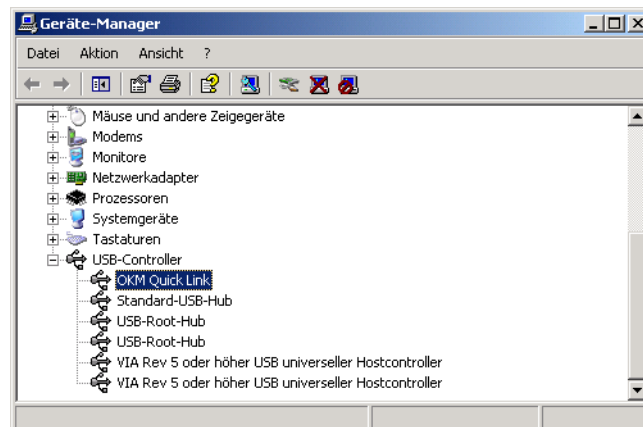 Geräte-Manager
Datei Aktion Ansicht ?
Mäuse und andere Zeigegeräte
Modems
Monitore
Netzwerkadapter
Prozessoren
Systemgeräte
Tastaturen
USB-Controller
OKM Quick Link
Standard-USB-Hub
USB-Root-Hub
USB-Root-Hub
VIA Rev 5 oder höher USB universeller Hostcontroller
VIA Rev 5 oder höher USB universeller Hostcontroller